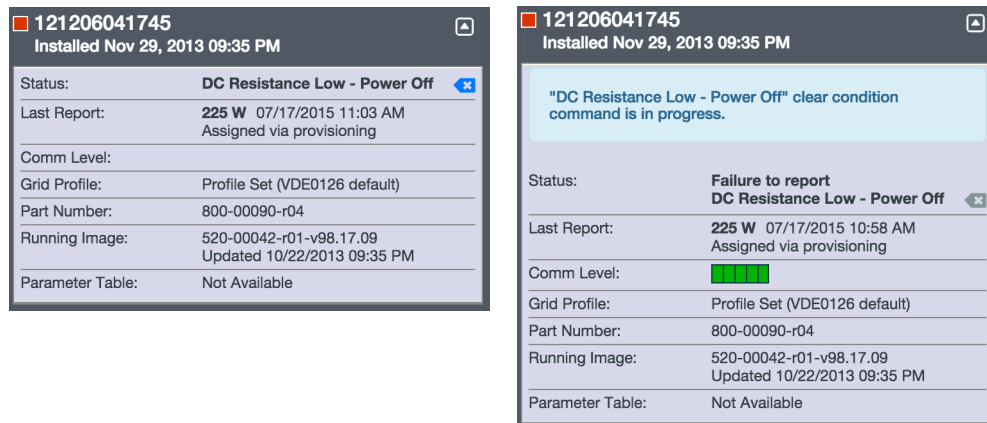 121206041745
Installed Nov 29, 2013 09:35 PM
Status: DC Resistance Low - Power Off
Last Report: 225 W 07/17/2015 11:03 AM
Assigned via provisioning
Comm Level:
Grid Profile: Profile Set (VDE0126 default)
Part Number: 800-00090-r04
Running Image: 520-00042-r01-v98.17.09
Updated 10/22/2013 09:35 PM
Parameter Table: Not Available
121206041745
Installed Nov 29, 2013 09:35 PM
"DC Resistance Low - Power Off" clear condition
command is in progress.
Status: Failure to report
DC Resistance Low - Power Off
Last Report: 225 W 07/17/2015 10:58 AM
Assigned via provisioning
Comm Level:
Grid Profile: Profile Set (VDE0126 default)
Part Number: 800-00090-r04
Running Image: 520-00042-r01-v98.17.09
Updated 10/22/2013 09:35 PM
Parameter Table: Not Available